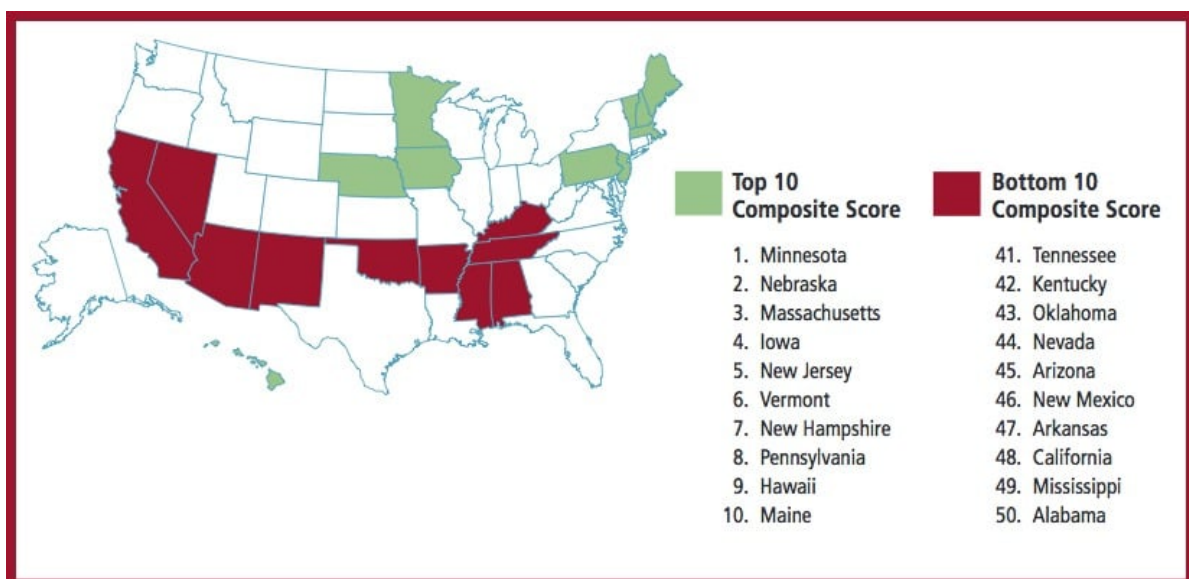 Top 10
Composite Score
1. Minnesota
2. Nebraska
3. Massachusetts
4. Iowa
5. New Jersey
6. Vermont
7. New Hampshire
8. Pennsylvania
9. Hawaii
10. Maine
Bottom 10
Composite Score
41. Tennessee
42. Kentucky
43. Oklahoma
44. Nevada
45. Arizona
46. New Mexico
47. Arkansas
48. California
49. Mississippi
50. Alabama